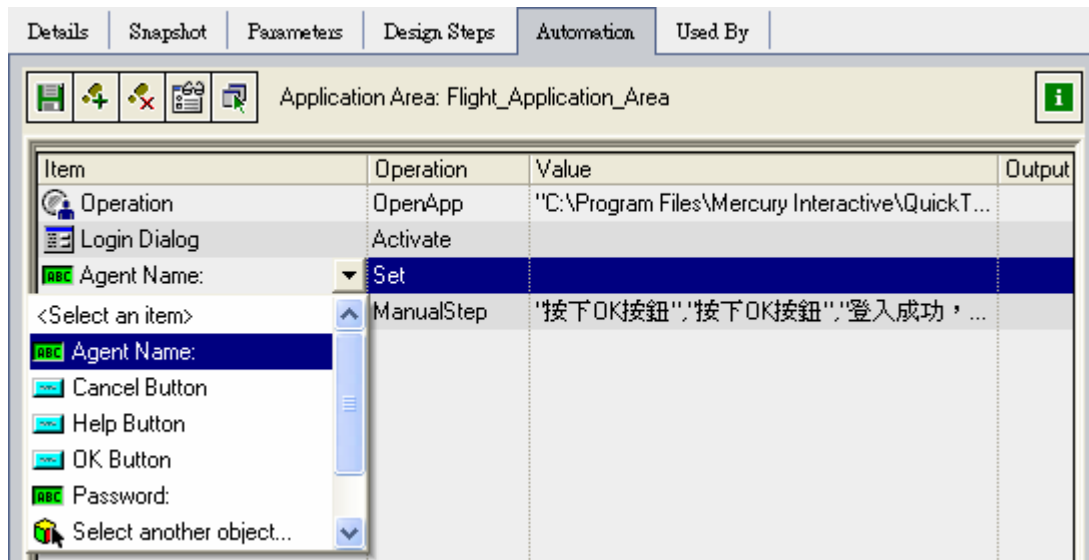 Details Snapshot Parameters Design Steps Automation Used By
Application Area: Flight_Application_Area
Item Operation Value Output
Operation OpenApp "C:\Program Files\Mercury Interactive\QuickT...
Login Dialog Activate
ABC Agent Name: Set
<Select an item> ManualStep "按下OK按鈕","按下OK按鈕","登入成功，...
ABC Agent Name:
Cancel Button
Help Button
OK Button
ABC Password:
Select another object...